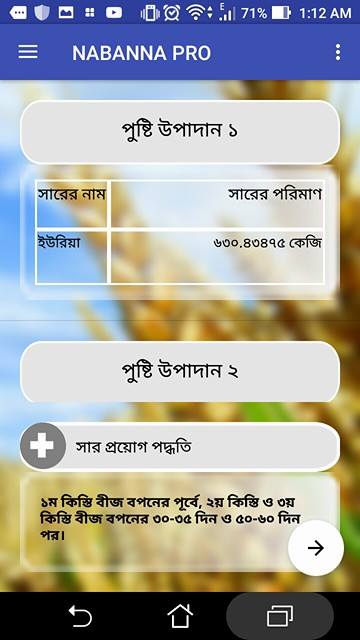 E
71% 1:12 AM
NABANNA PRO
পুষ্টি উপাদান ১
সারের নাম সারের পরিমাণ
ইউরিয়া ৬৩০.৪৩৪৭৫ কেজি
পুষ্টি উপাদান ২
সার প্রয়োগ পদ্ধতি
১ম কিস্তি বীজ বপনের পূর্বে, ২য় কিস্তি ও ৩য়
কিস্তি বীজ বপনের ৩০-৩৫ দিন ও ৫০-৬০ দিন
পর।